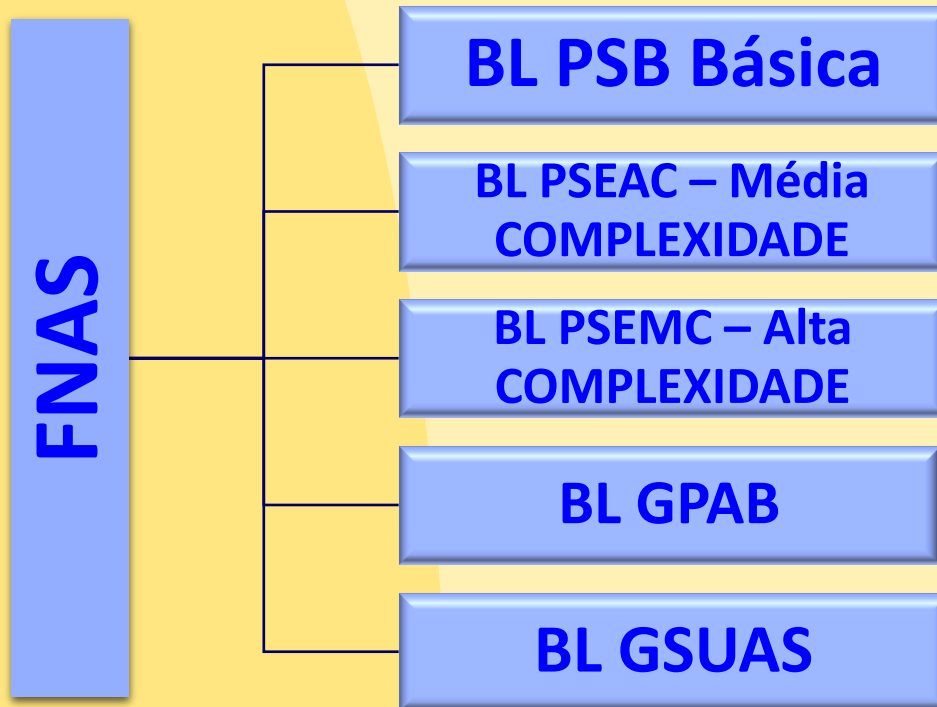 FNAS
BL PSB Básica
BL PSEAC – Média
COMPLEXIDADE
BL PSEMC – Alta
COMPLEXIDADE
BL GPAB
BL GSUAS